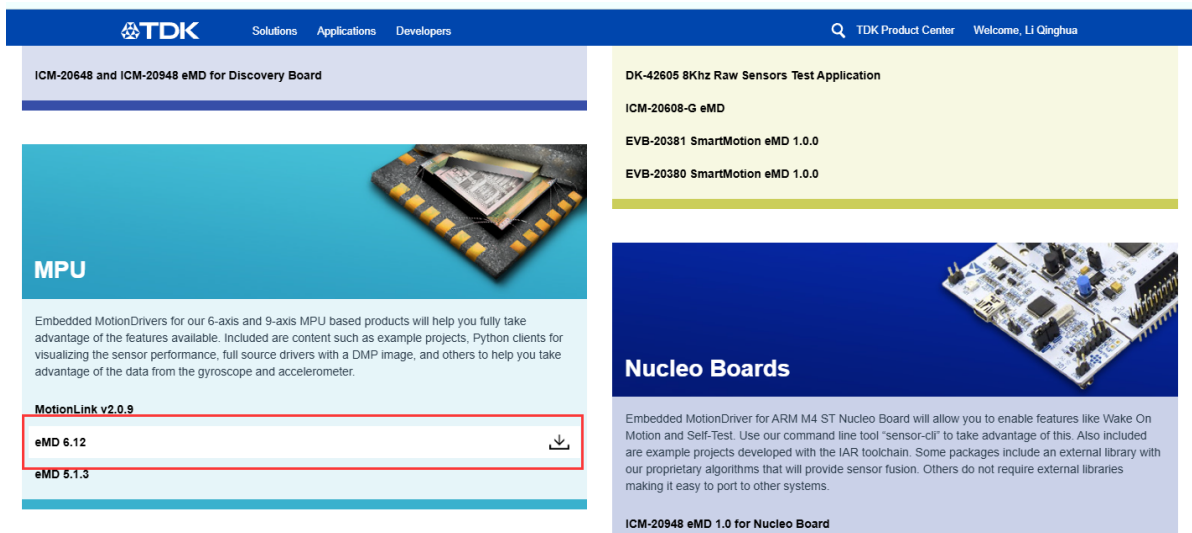 TDK
Solutions Applications Developers
TDK Product Center Welcome, Li Qinghua
ICM-20648 and ICM-20948 eMD for Discovery Board
MPU
Embedded MotionDrivers for our 6-axis and 9-axis MPU based products will help you fully take
advantage of the features available. Included are content such as example projects, Python clients for
visualizing the sensor performance, full source drivers with a DMP image, and others to help you take
advantage of the data from the gyroscope and accelerometer.
MotionLink v2.0.9
eMD 6.12
eMD 5.1.3
DK-42605 8Khz Raw Sensors Test Application
ICM-20608-G eMD
EVB-20381 SmartMotion eMD 1.0.0
EVB-20380 SmartMotion eMD 1.0.0
Nucleo Boards
Embedded MotionDriver for ARM M4 ST Nucleo Board will allow you to enable features like Wake On
Motion and Self-Test. Use our command line tool “sensor-cli” to take advantage of this. Also included
are example projects developed with the IAR toolchain. Some packages include an external library with
our proprietary algorithms that will provide sensor fusion. Others do not require external libraries
making it easy to port to other systems.
ICM-20948 eMD 1.0 for Nucleo Board